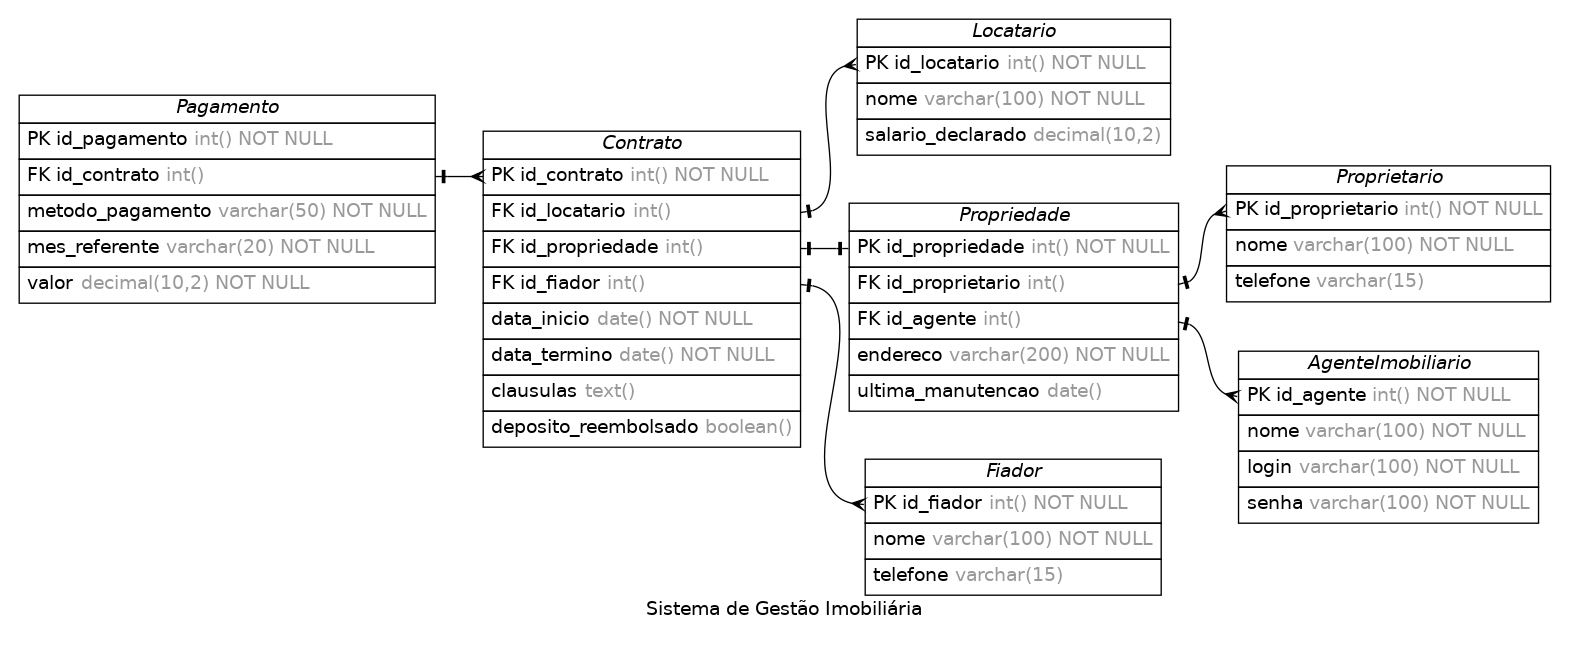 Pagamento
PK id_pagamento int() NOT NULL
FK id_contrato int()
metodo_pagamento varchar(50) NOT NULL
mes_referente varchar(20) NOT NULL
valor decimal(10,2) NOT NULL
Contrato
PK id_contrato int() NOT NULL
FK id_locatario int()
FK id_propriedade int()
FK id_fiador int()
data_inicio date() NOT NULL
data_termino date() NOT NULL
clausulas text()
deposito_reembolsado boolean()
Locatario
PK id_locatario int() NOT NULL
nome varchar(100) NOT NULL
salario_declarado decimal(10,2)
Propriedade
PK id_propriedade int() NOT NULL
FK id_proprietario int()
FK id_agente int()
endereco varchar(200) NOT NULL
ultima_manutencao date()
Fiador
PK id_fiador int() NOT NULL
nome varchar(100) NOT NULL
telefone varchar(15)
Proprietario
PK id_proprietario int() NOT NULL
nome varchar(100) NOT NULL
telefone varchar(15)
AgenteImobiliario
PK id_agente int() NOT NULL
nome varchar(100) NOT NULL
login varchar(100) NOT NULL
senha varchar(100) NOT NULL
Sistema de Gestão Imobiliária